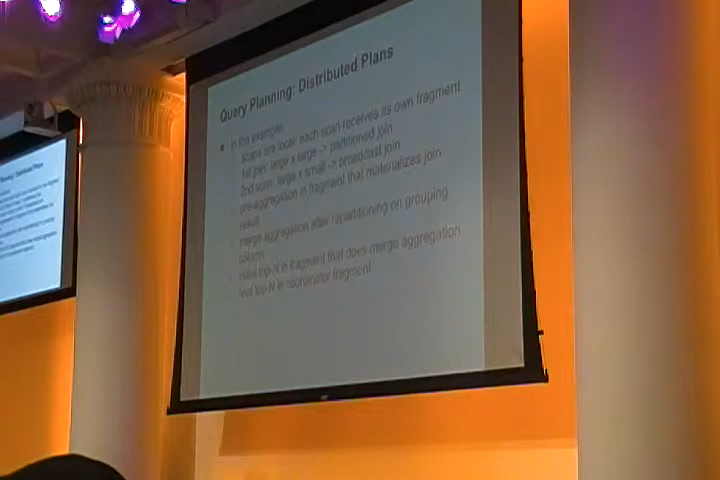 Query Planning: Distributed Plans
In the example:
scans are local: each scan receives its own fragment
1st join: large x large -> partitioned join
2nd scan: large x small -> broadcast join
pre-aggregation in fragment that materializes join
result
merge aggregation after repartitioning on grouping
column
initial top-N in fragment that does merge aggregation
final top-N in coordinator fragment